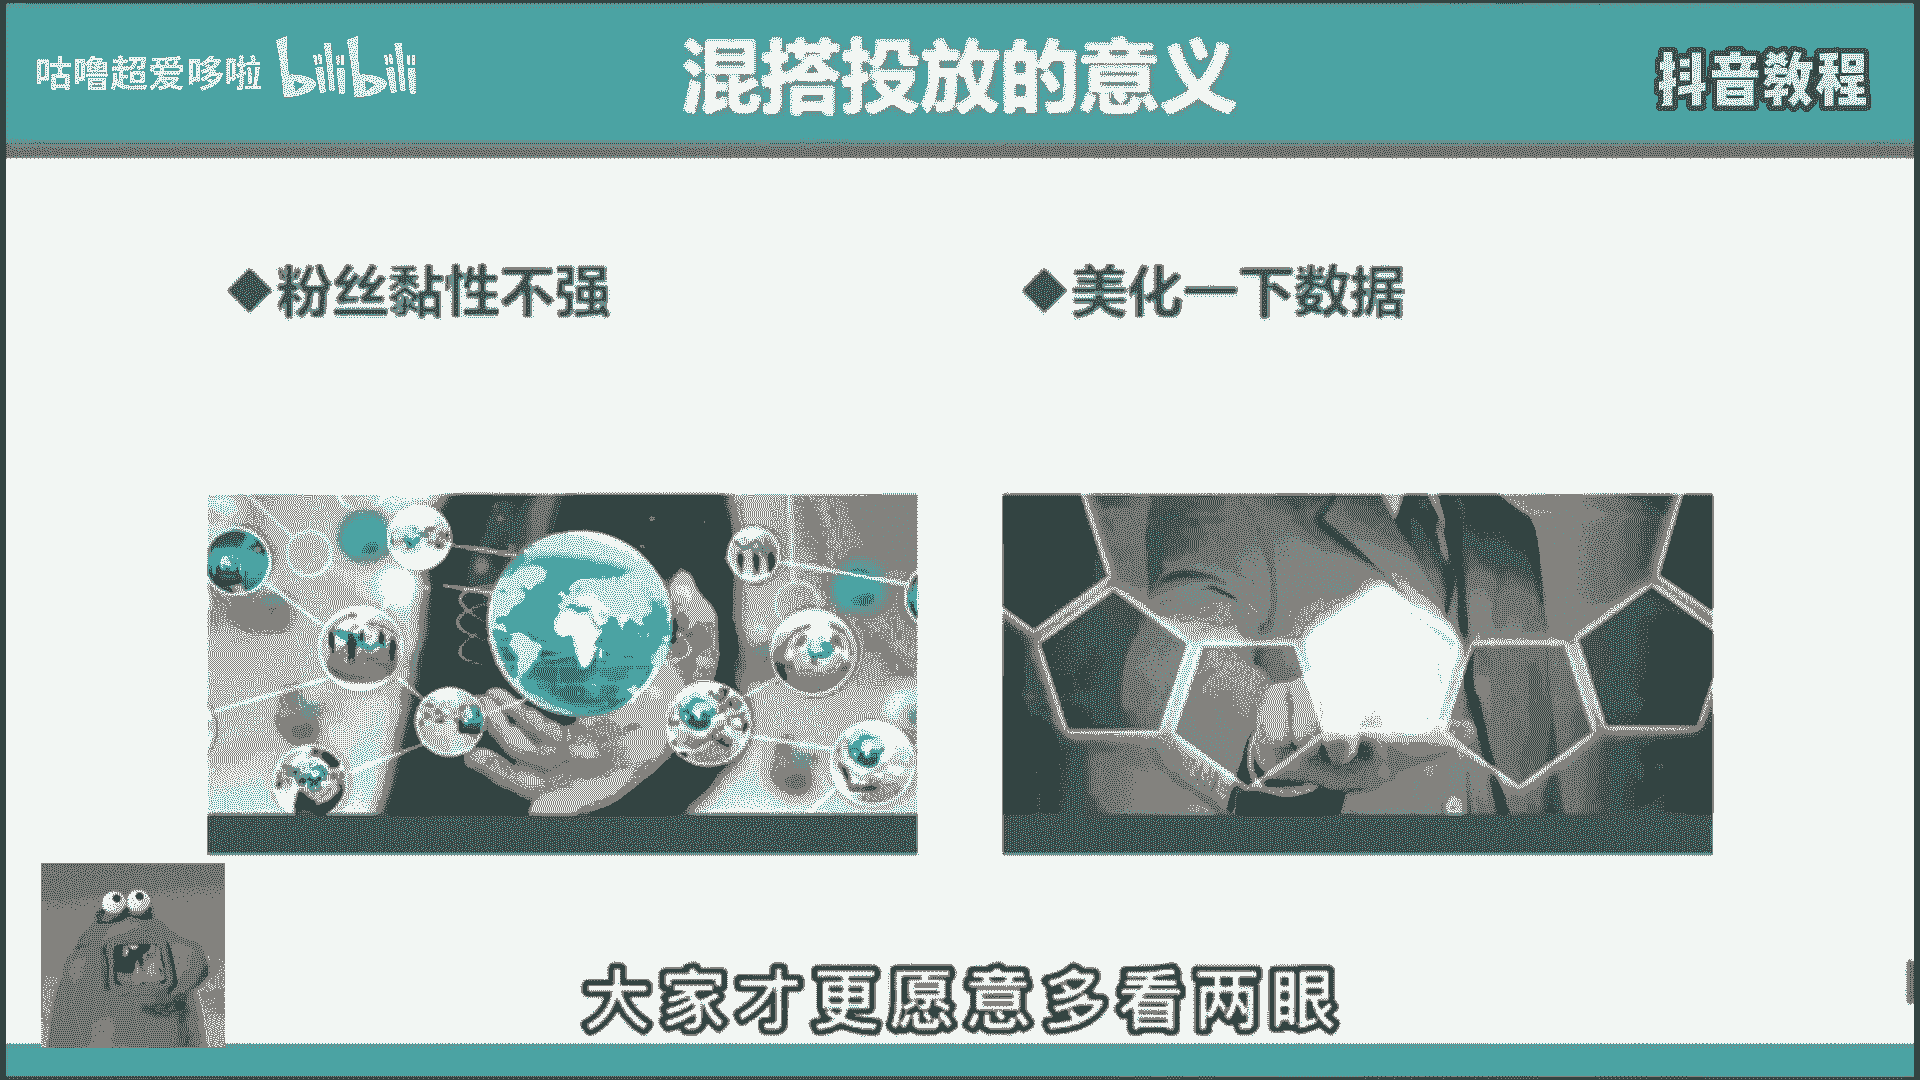 咕噜超爱哆啦 bilibili
混搭投放的意义
抖音教程
◆粉丝黏性不强
◆美化一下数据
大家才更愿意多看两眼